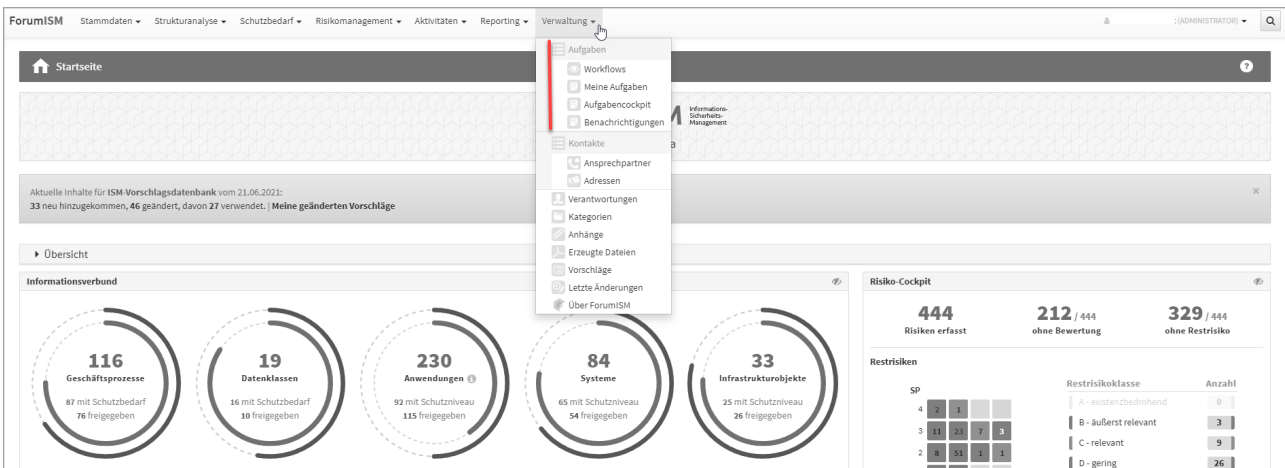 ForumISM Stammdaten Strukturanalyse Schutzbedarf Risikomanagement Aktivitäten Reporting Verwaltung :(ADMINISTRATOR)
Startseite
Aufgaben
Workflows
Meine Aufgaben
Aufgabencockpit
Benachrichtigungen
Kontakte
Ansprechpartner
Adressen
Verantwortungen
Kategorien
Anhänge
Erzeugte Dateien
Vorschläge
Letzte Änderungen
Über ForumISM
M Informations-
Sicherheits-
Management
a
Aktuelle Inhalte für ISM-Vorschlagsdatenbank vom 21.06.2021:
33 neu hinzugekommen, 46 geändert, davon 27 verwendet. | Meine geänderten Vorschläge
Übersicht
Informationsverbund
116
Geschäftsprozesse
87 mit Schutzbedarf
76 freigegeben
19
Datenklassen
16 mit Schutzbedarf
10 freigegeben
230
Anwendungen
92 mit Schutzniveau
115 freigegeben
84
Systeme
65 mit Schutzniveau
54 freigegeben
33
Infrastrukturobjekte
25 mit Schutzniveau
26 freigegeben
Risiko-Cockpit
444
Risiken erfasst
212 / 444
ohne Bewertung
329 / 444
ohne Restrisiko
Restrisiken
SP
4 2 1
3 11 23 7 3
2 8 51 1 1
Restrisikoklasse Anzahl
A - existenzbedrohend 0
B - äußerst relevant 3
C - relevant 9
D - gering 26